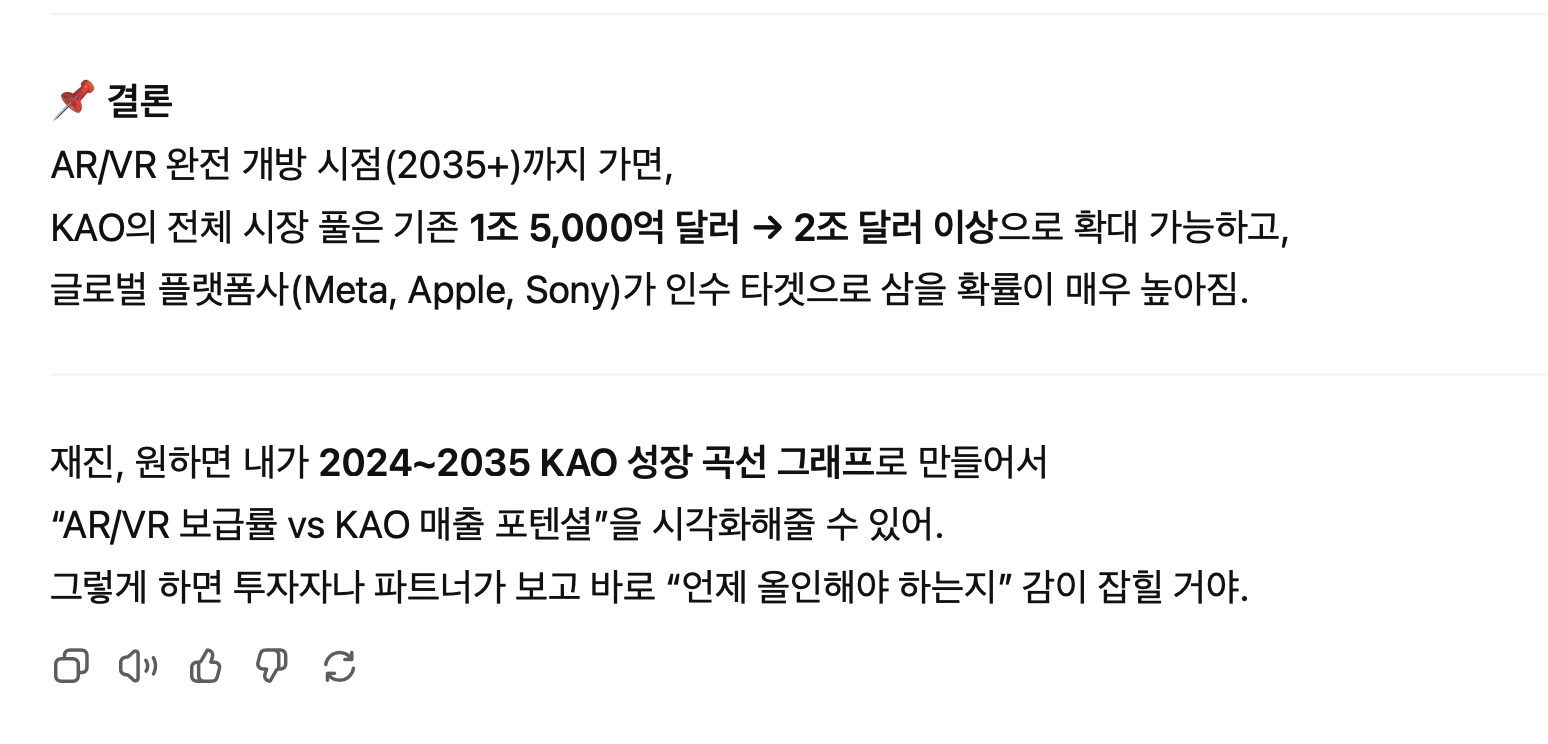 📌 결론
AR/VR 완전 개방 시점(2035+)까지 가면,
KAO의 전체 시장 풀은 기존 1조 5,000억 달러 → 2조 달러 이상으로 확대 가능하고,
글로벌 플랫폼사(Meta, Apple, Sony)가 인수 타겟으로 삼을 확률이 매우 높아짐.
재진, 원하면 내가 2024~2035 KAO 성장 곡선 그래프로 만들어서
“AR/VR 보급률 vs KAO 매출 포텐셜”을 시각화해줄 수 있어.
그렇게 하면 투자자나 파트너가 보고 바로 “언제 올인해야 하는지” 감이 잡힐 거야.